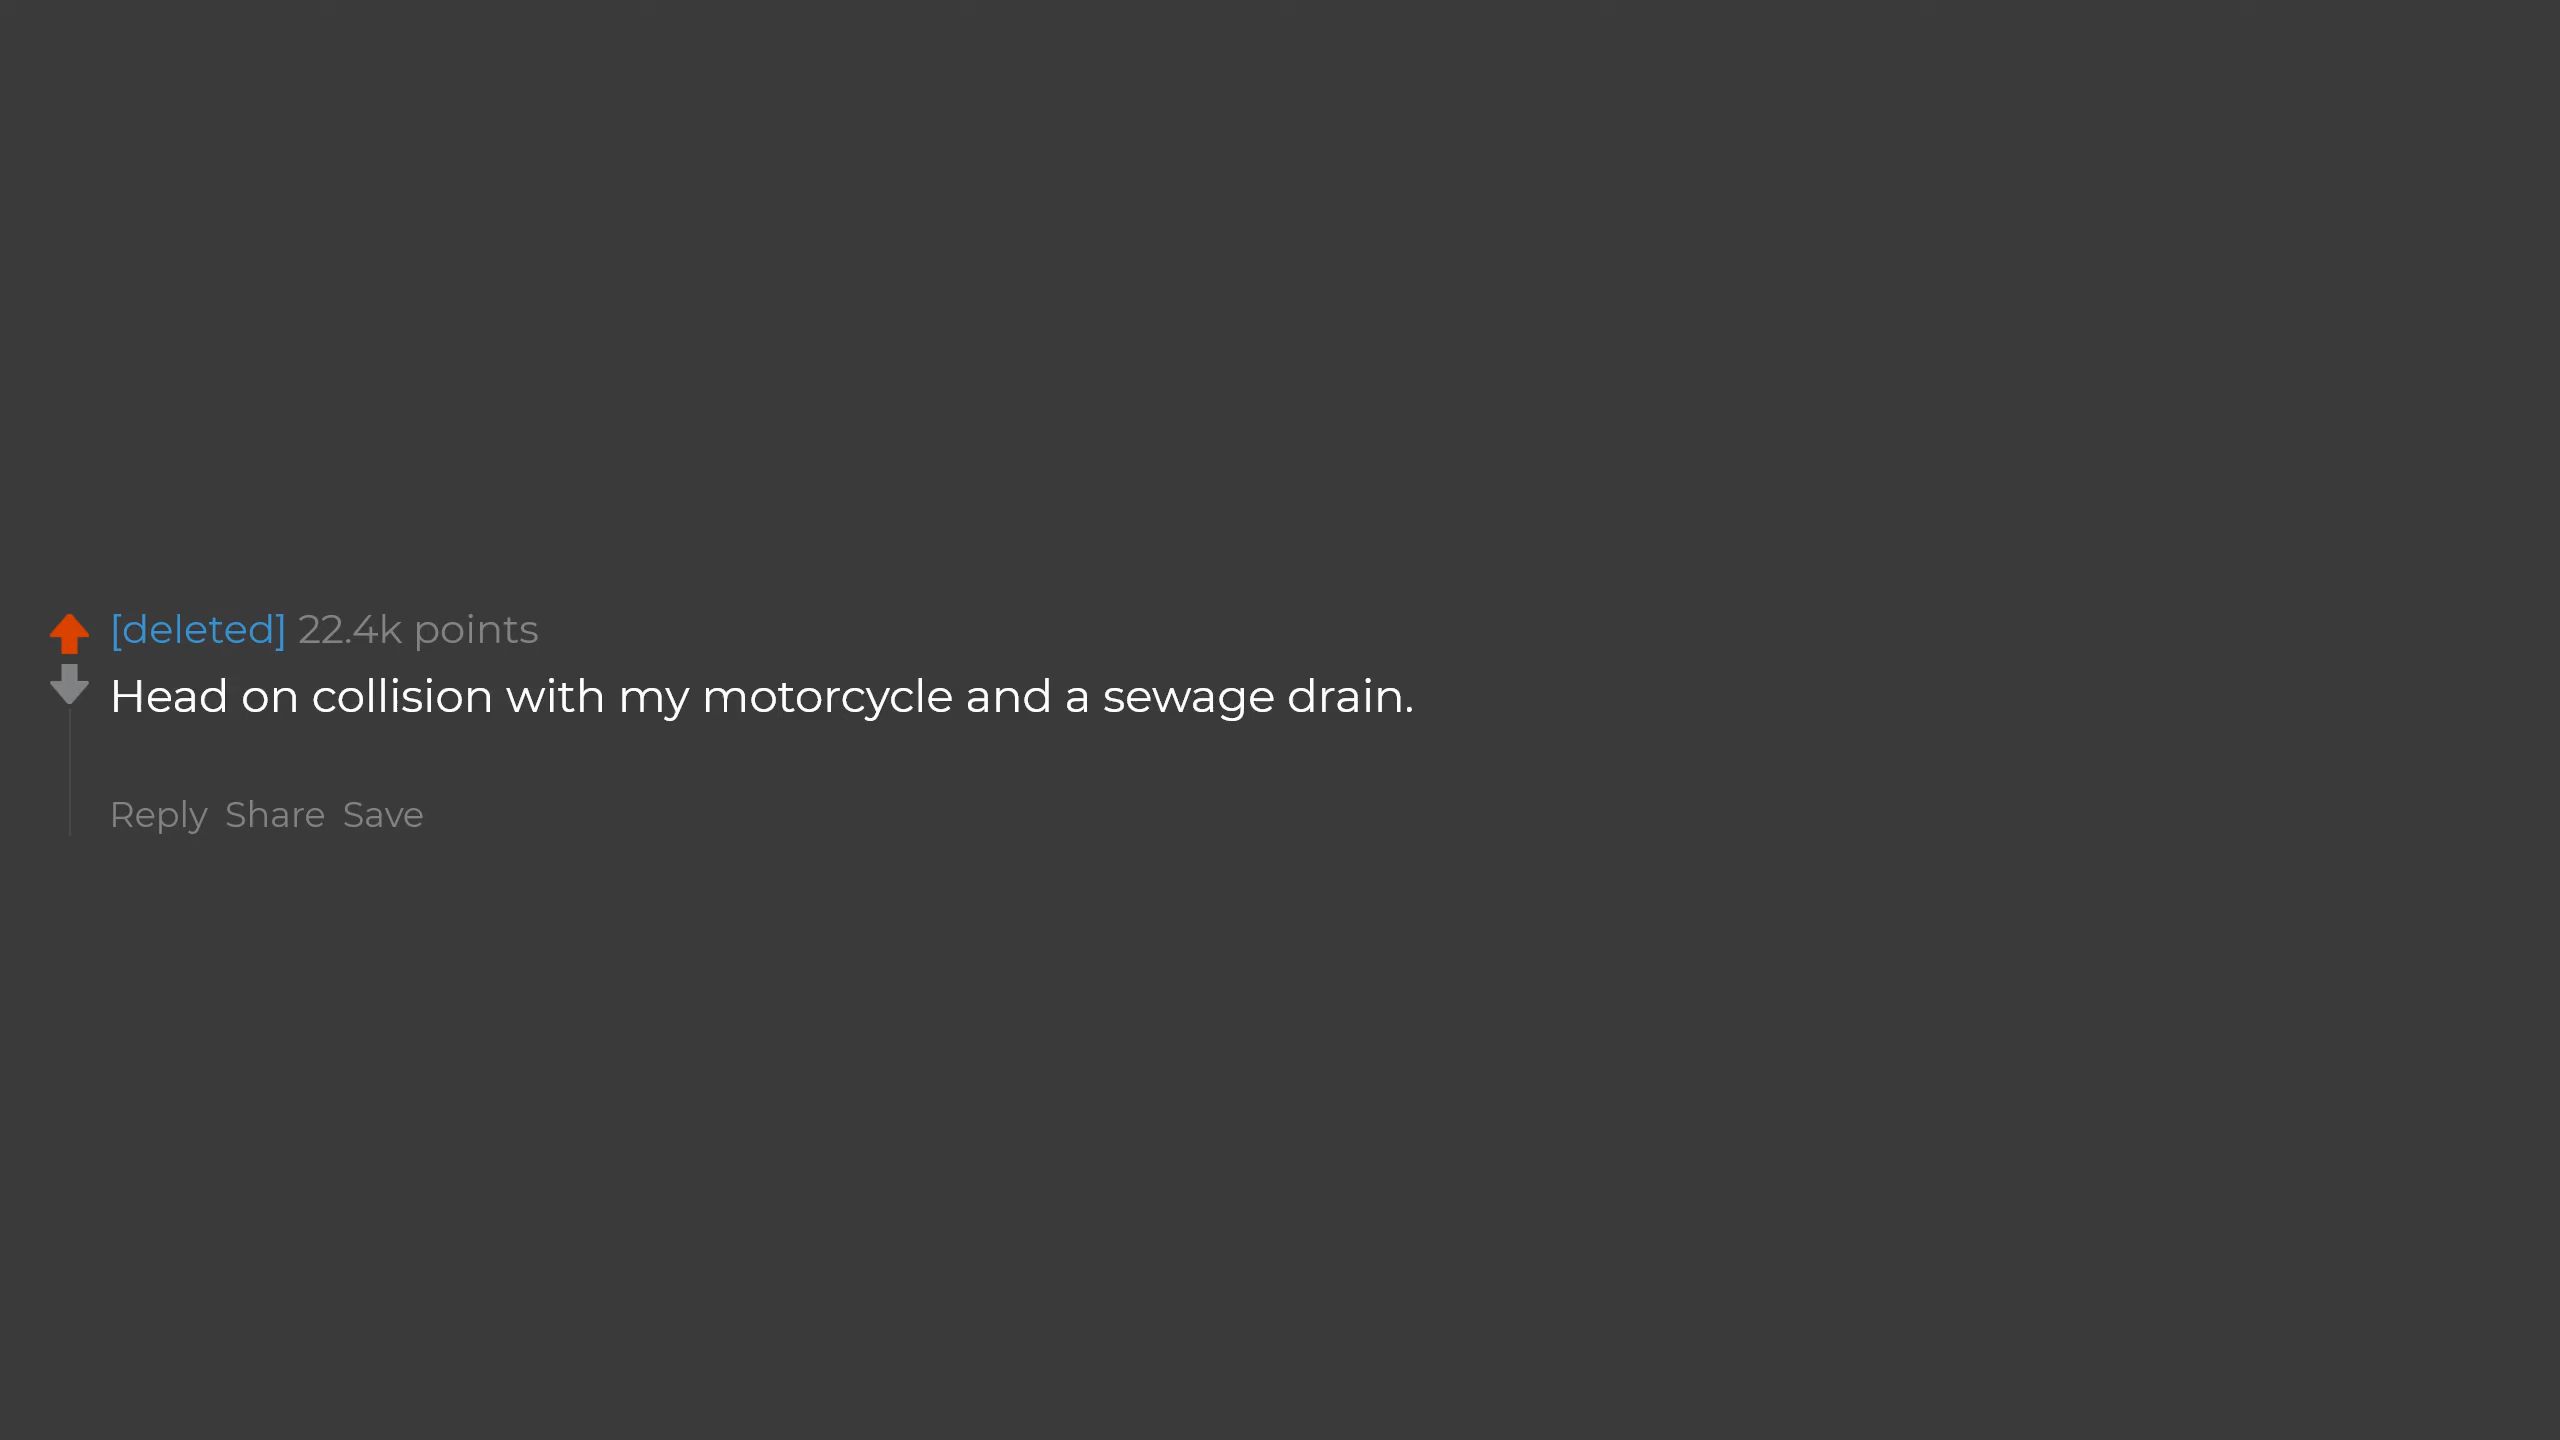 [deleted] 22.4k points
Head on collision with my motorcycle and a sewage drain.
Reply Share Save